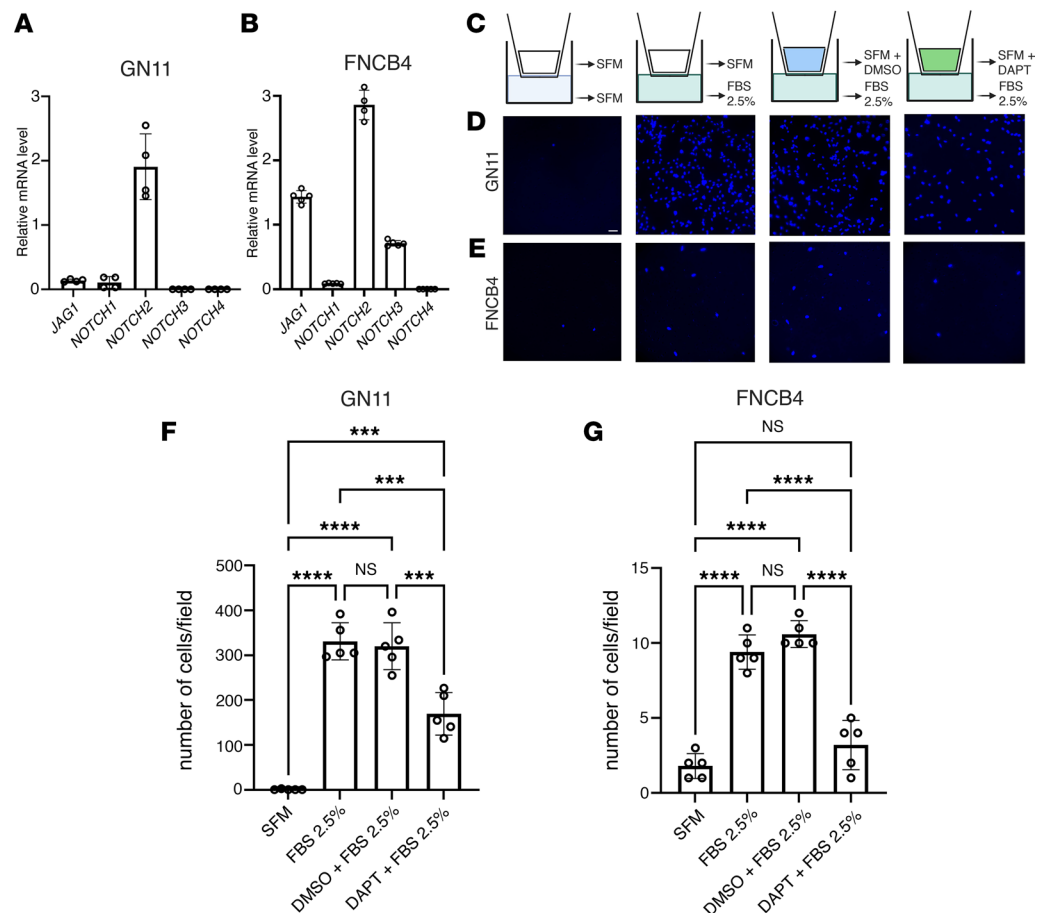 A
GN11
Relative mRNA level
3
2
1
0
JAG1
NOTCH1
NOTCH2
NOTCH3
NOTCH4
B
FNCB4
Relative mRNA level
3
2
1
0
JAG1
NOTCH1
NOTCH2
NOTCH3
NOTCH4
C
SFM
SFM
SFM
FBS
2.5%
SFM +
DMSO
FBS
2.5%
SFM +
DAPT
FBS
2.5%
D
GN11
E
FNCB4
F
GN11
***
***
****
****
NS
***
number of cells/field
500
400
300
200
100
0
SFM
FBS 2.5%
DMSO + FBS 2.5%
DAPT + FBS 2.5%
G
FNCB4
NS
****
****
****
NS
****
number of cells/field
15
10
5
0
SFM
FBS 2.5%
DMSO + FBS 2.5%
DAPT + FBS 2.5%